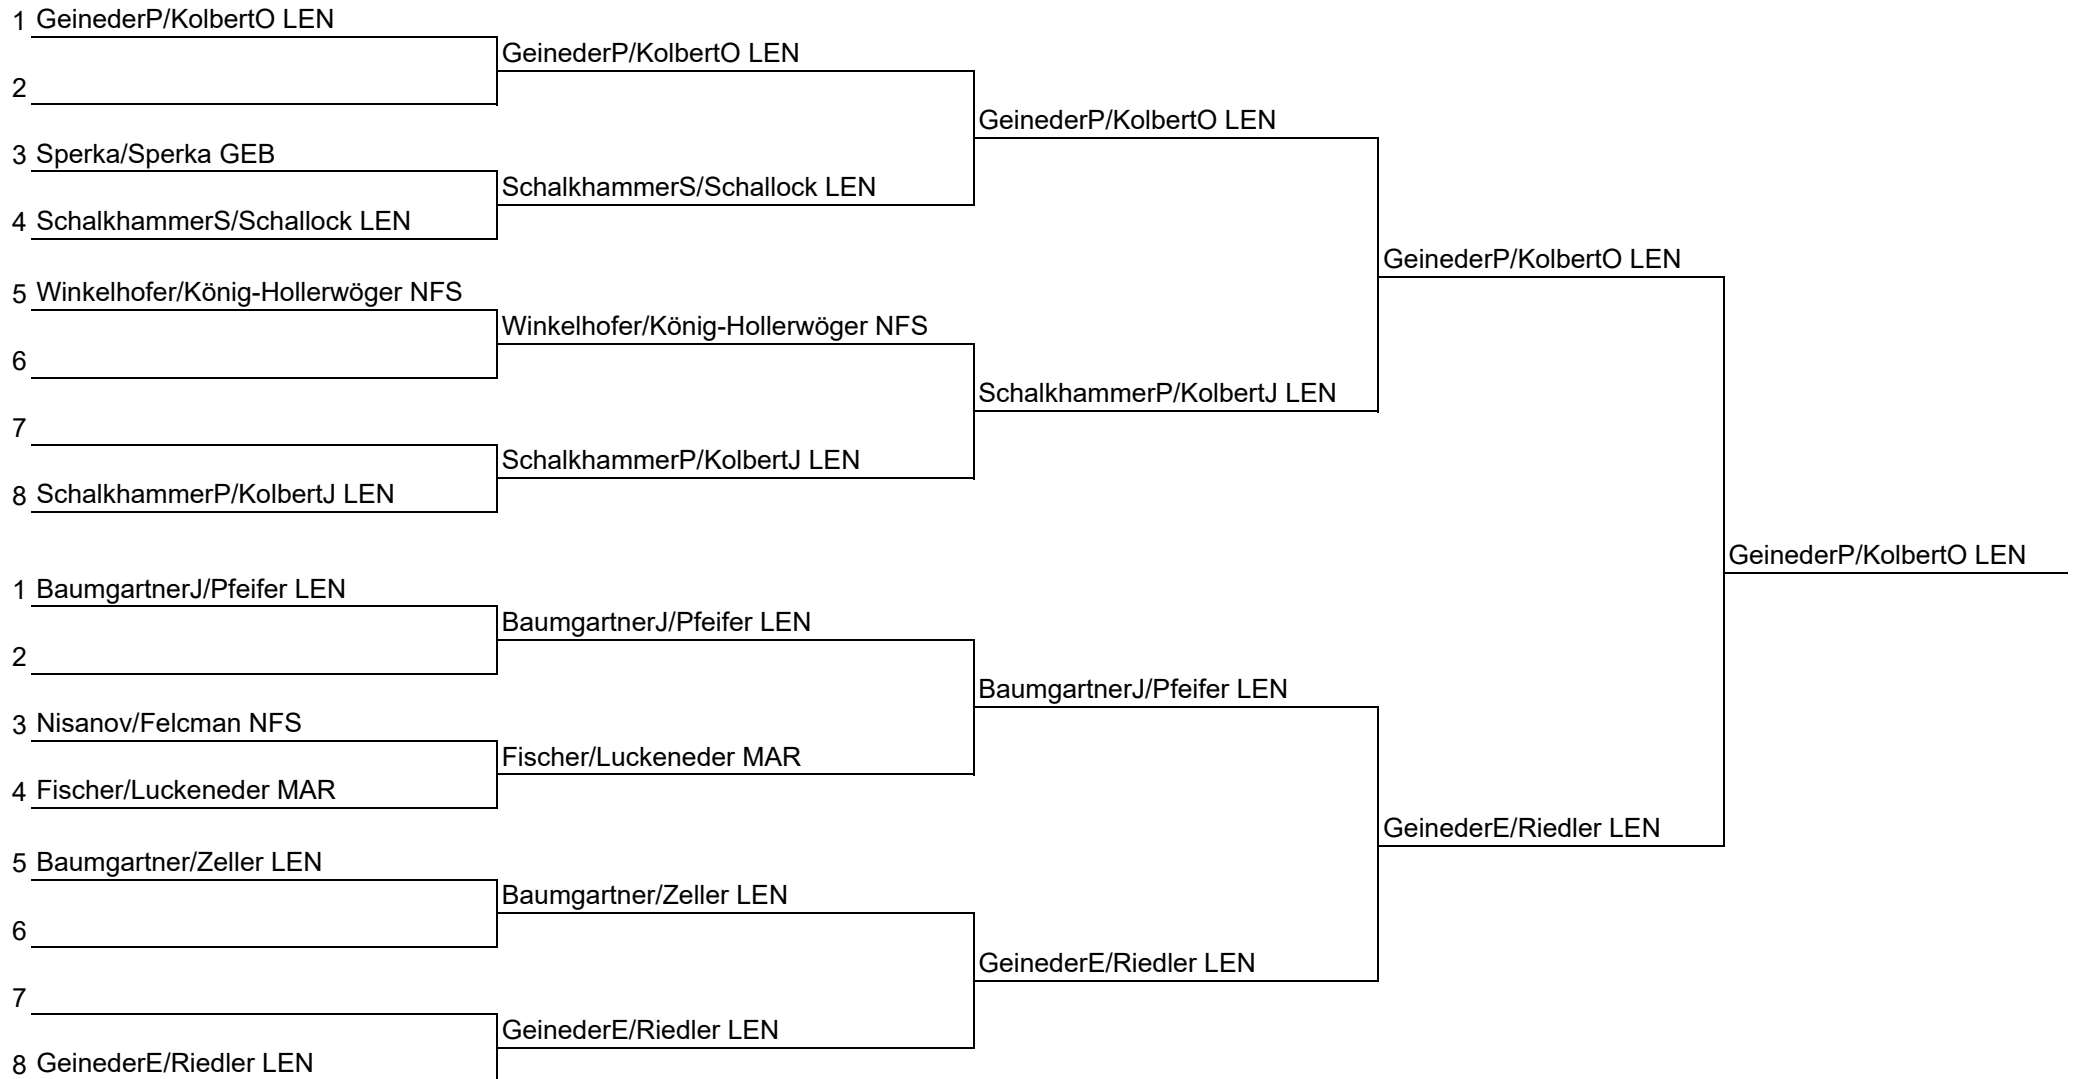 1 GeinederP/KolbertO LEN
GeinederP/KolbertO LEN
2
GeinederP/KolbertO LEN
3 Sperka/Sperka GEB
SchalkhammerS/Schallock LEN
4 SchalkhammerS/Schallock LEN
GeinederP/KolbertO LEN
5 Winkelhofer/König-Hollerwöger NFS
Winkelhofer/König-Hollerwöger NFS
6
SchalkhammerP/KolbertJ LEN
7
SchalkhammerP/KolbertJ LEN
8 SchalkhammerP/KolbertJ LEN
GeinederP/KolbertO LEN
1 BaumgartnerJ/Pfeifer LEN
BaumgartnerJ/Pfeifer LEN
2
BaumgartnerJ/Pfeifer LEN
3 Nisanov/Felcman NFS
Fischer/Luckeneder MAR
4 Fischer/Luckeneder MAR
GeinederE/Riedler LEN
5 Baumgartner/Zeller LEN
Baumgartner/Zeller LEN
6
GeinederE/Riedler LEN
7
GeinederE/Riedler LEN
8 GeinederE/Riedler LEN